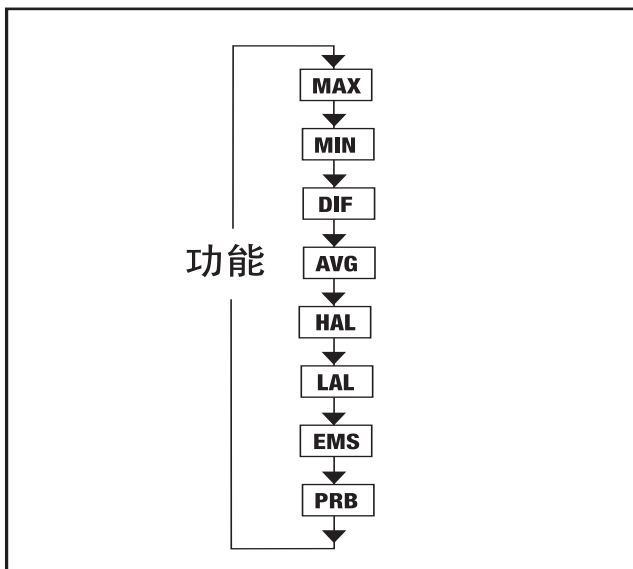 MAX
MIN
DIF
功能
AVG
HAL
LAL
EMS
PRB